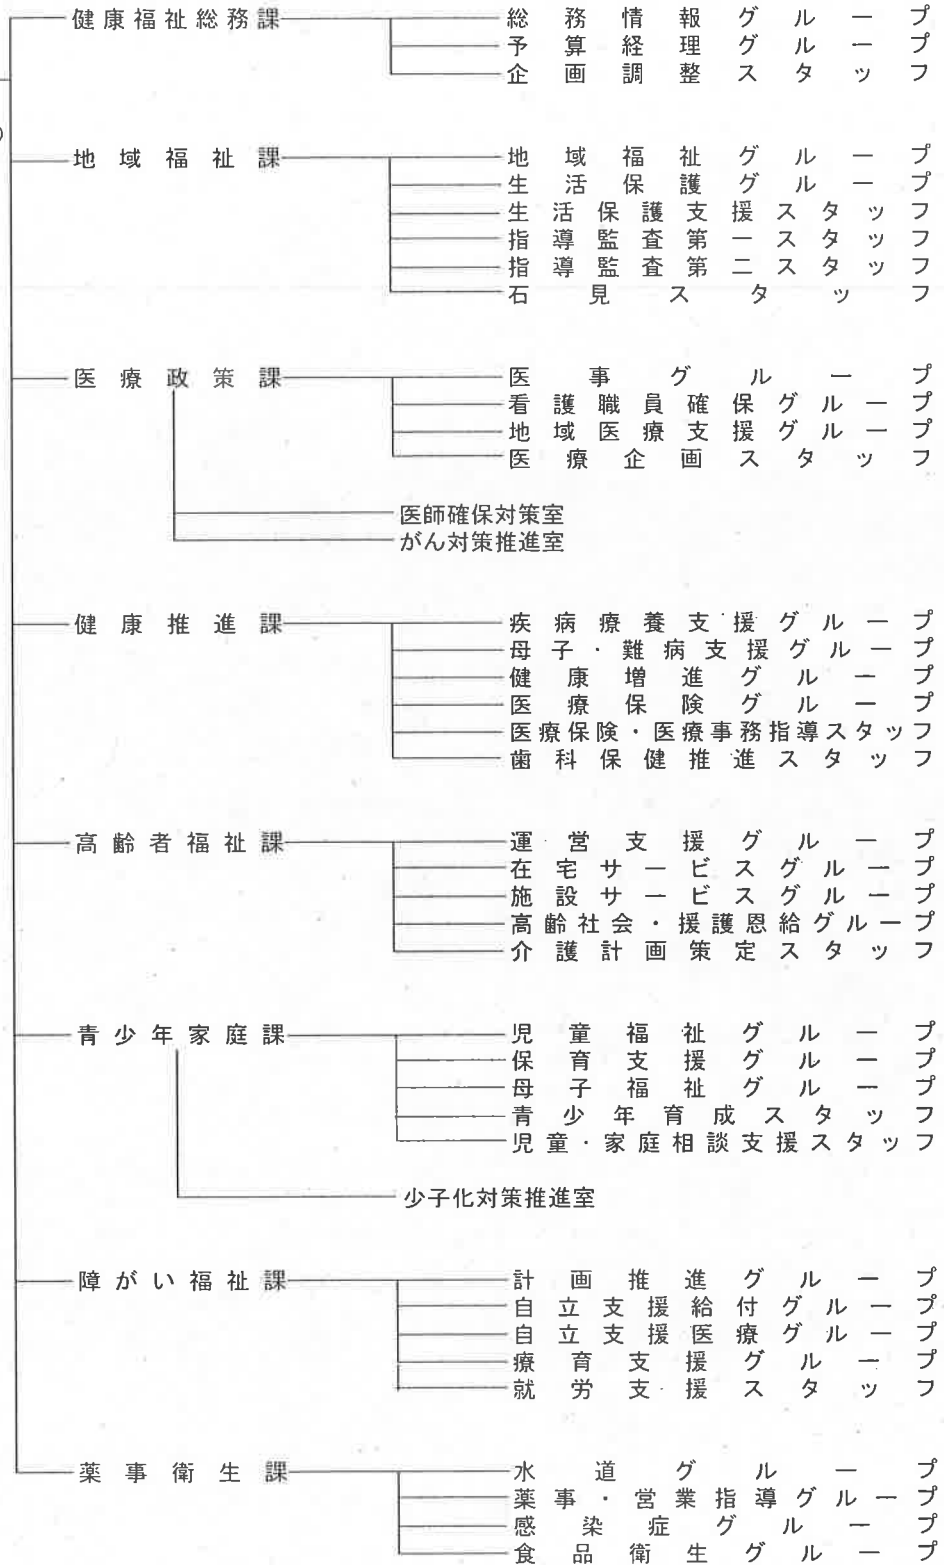 健康福祉総務課 総務情報グループ
予算経理グループ
企画調整スタッフ
)
地域福祉課 地域福祉グループ
生活保護グループ
生活保護支援スタッフ
指導監査第一スタッフ
指導監査第二スタッフ
石見スタッフ
医療政策課 医事グループ
看護職員確保グループ
地域医療支援グループ
医療企画スタッフ
医師確保対策室
がん対策推進室
健康推進課 疾病療養支援グループ
母子・難病支援グループ
健康増進グループ
医療保険グループ
医療保険・医療事務指導スタッフ
歯科保健推進スタッフ
高齢者福祉課 運営支援グループ
在宅サービスグループ
施設サービスグループ
高齢社会・援護恩給グループ
介護計画策定スタッフ
青少年家庭課 児童福祉グループ
保育支援グループ
母子福祉グループ
青少年育成スタッフ
児童・家庭相談支援スタッフ
少子化対策推進室
障がい福祉課 計画推進グループ
自立支援給付グループ
自立支援医療グループ
療育支援グループ
就労支援スタッフ
薬事衛生課 水道グループ
薬事・営業指導グループ
感染症グループ
食品衛生グループ